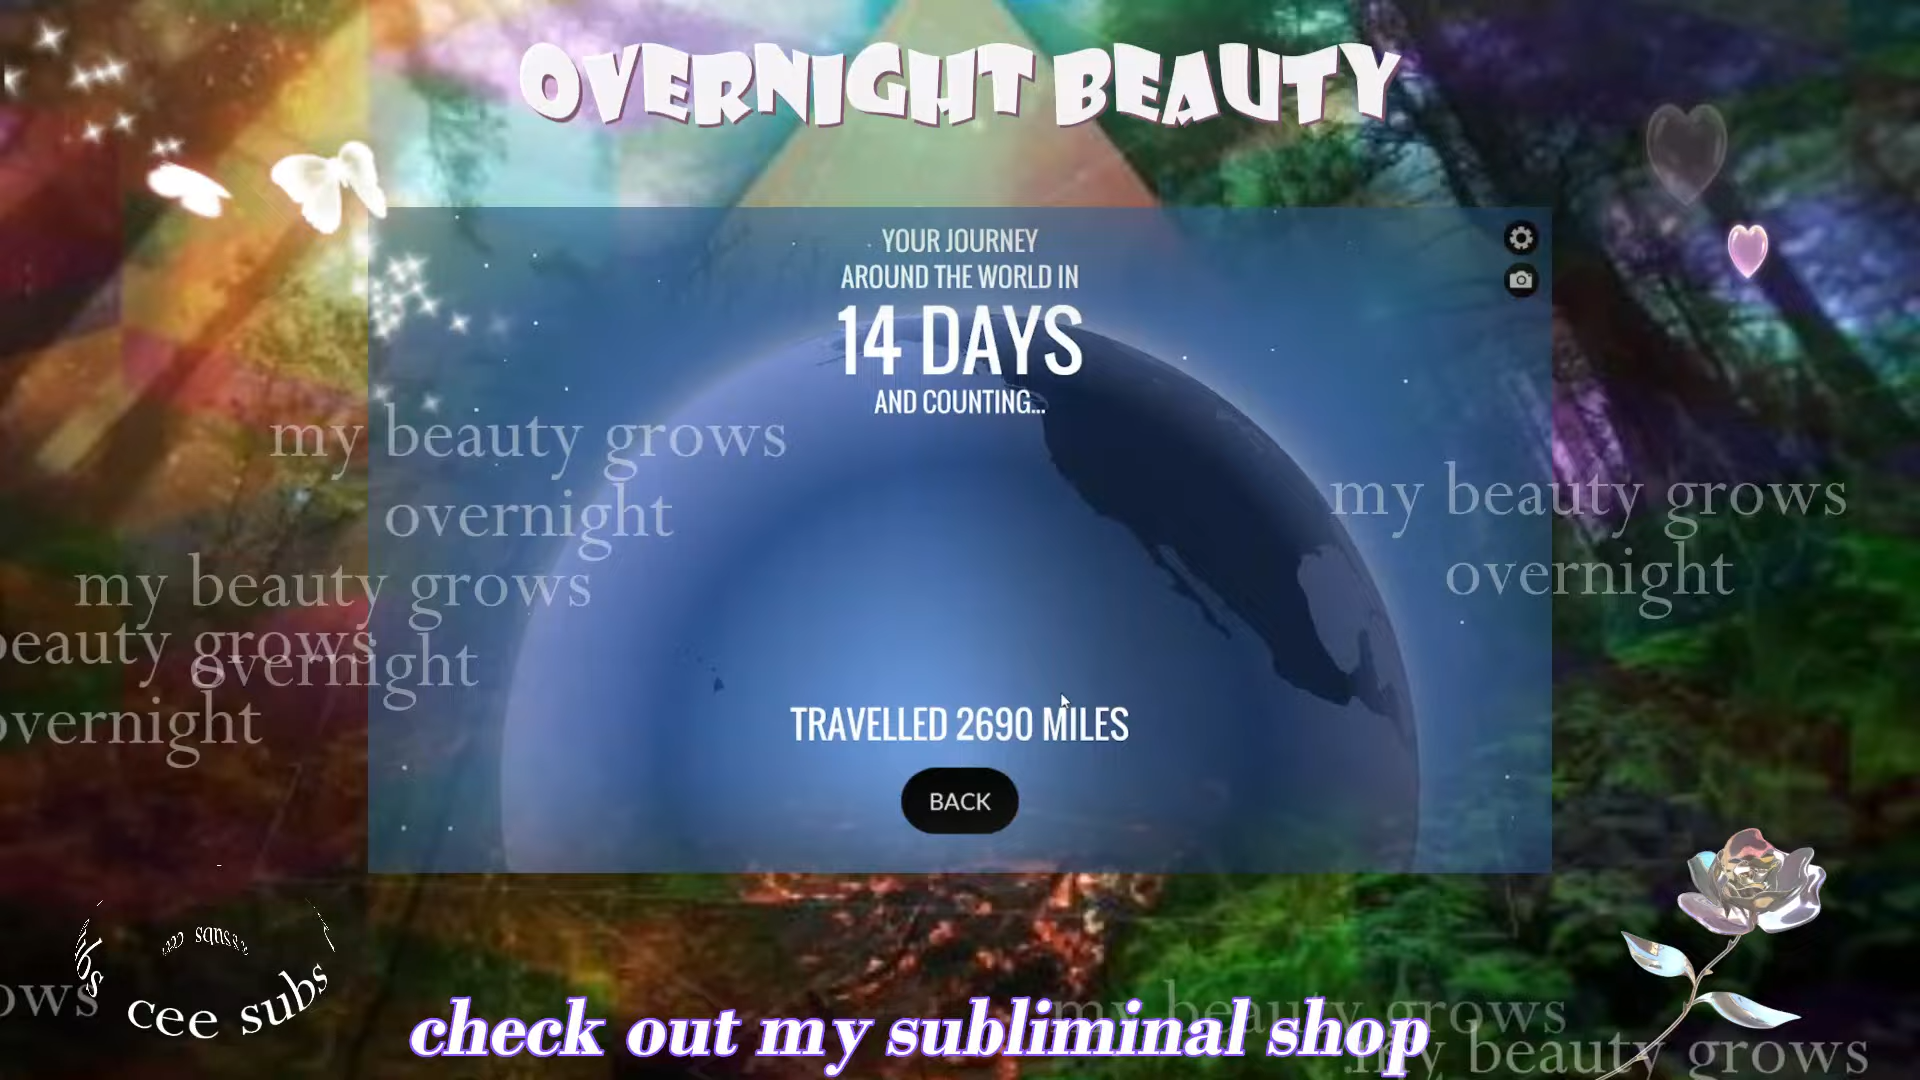 OVERNIGHT BEAUTY
YOUR JOURNEY
AROUND THE WORLD IN
14 DAYS
AND COUNTING...
my beauty grows
overnight
my beauty grows
overnight
my beauty grows
overnight
beauty grows
overnight
TRAVELLED 2690 MILES
BACK
cee subs
ows
check out my subliminal shop
my beauty grows
my beauty grows